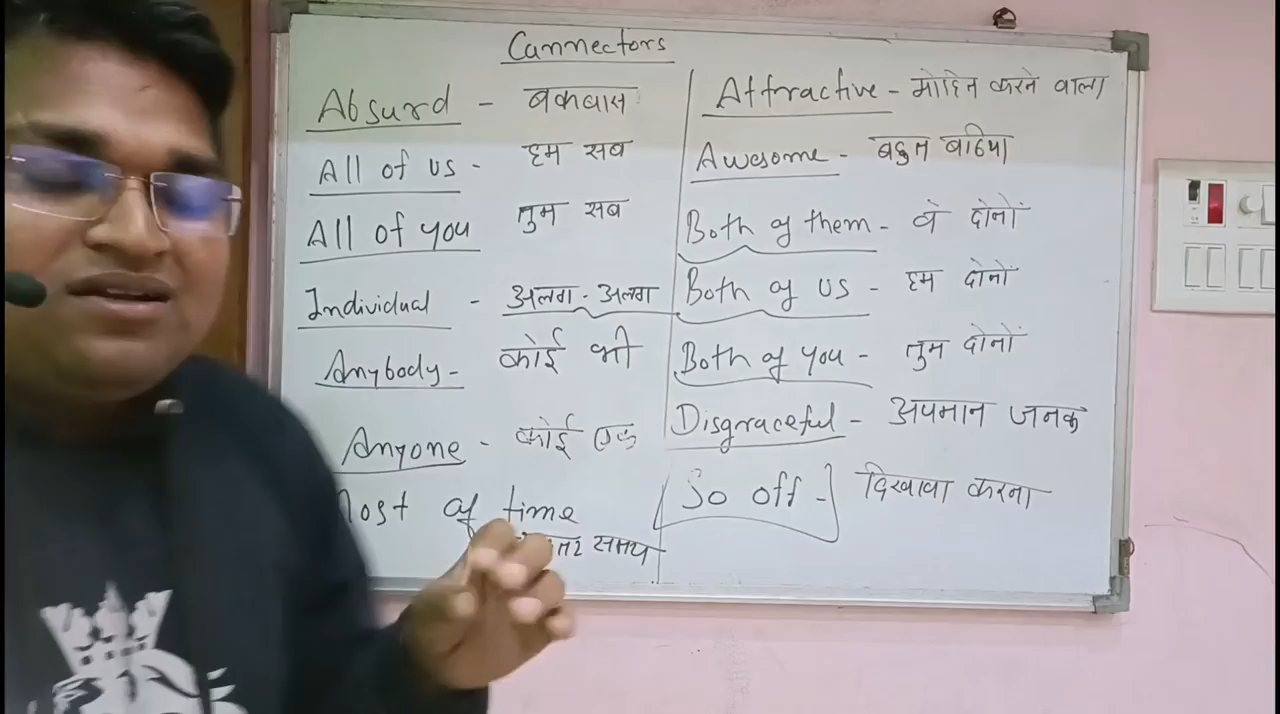 Cannectors
Absurd - बकवास
All of us - हम सब
All of you तुम सब
Individual - अलग - अलग
Anybody - कोई भी
Anyone - कोई एक
of time
समय
Attractive - मोहित करने वाला
Awesome - बहुत बढिया
Both of them - वे दोनों
Both of us - हम दोनों
Both of you - तुम दोनों
Disgraceful - अपमान जनक
So off - दिखावा करना